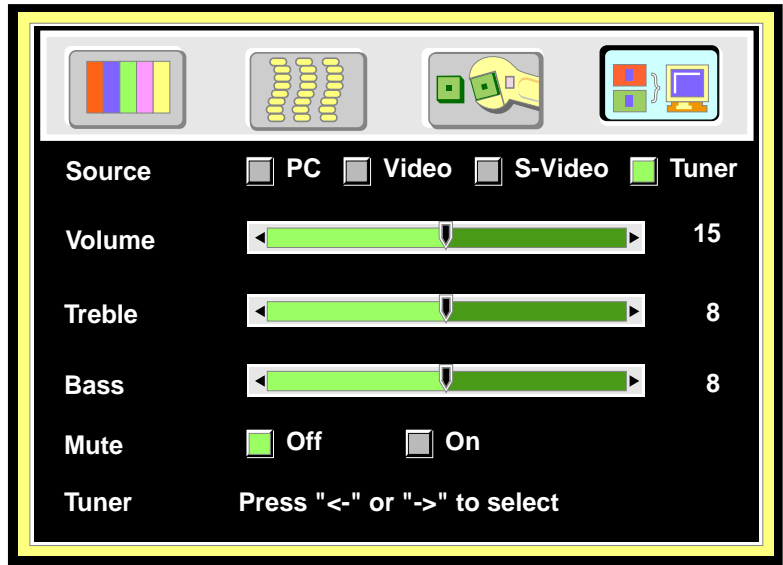 Source PC Video S-Video Tuner
Volume 15
Treble 8
Bass 8
Mute Off On
Tuner Press "<-" or "->" to select